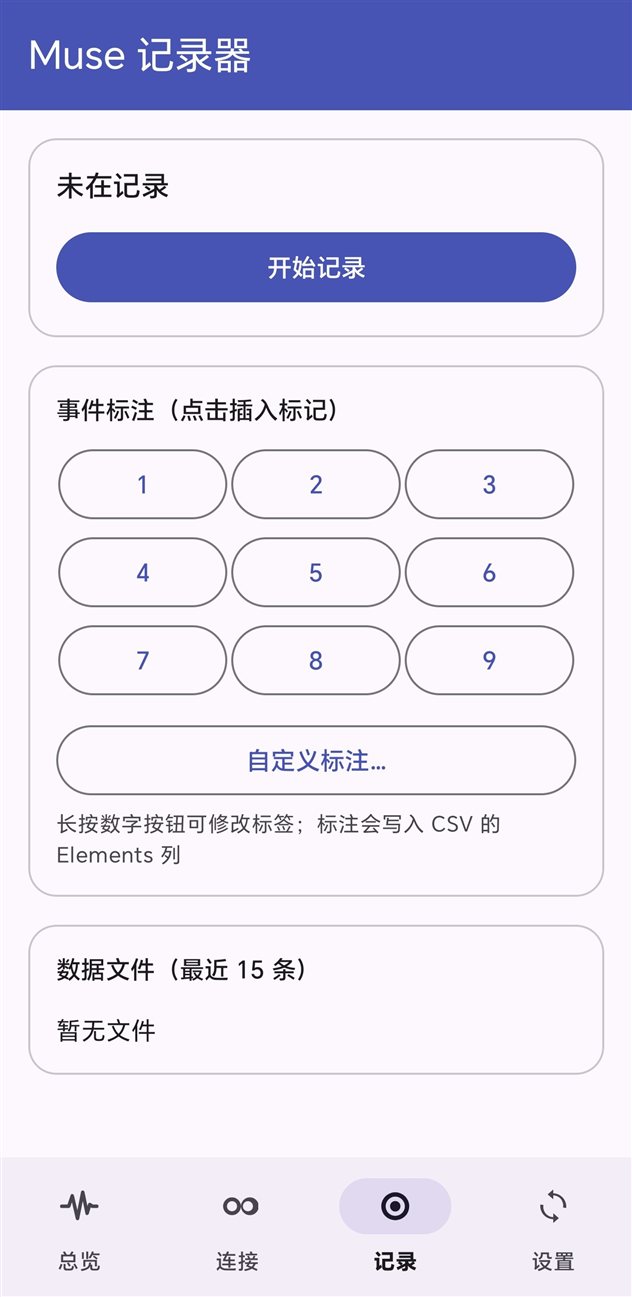 Muse 记录器
未在记录
开始记录
事件标注（点击插入标记）
1 2 3
4 5 6
7 8 9
自定义标注…
长按数字按钮可修改标签；标注会写入 CSV 的
Elements 列
数据文件（最近 15 条）
暂无文件
总览 连接 记录 设置